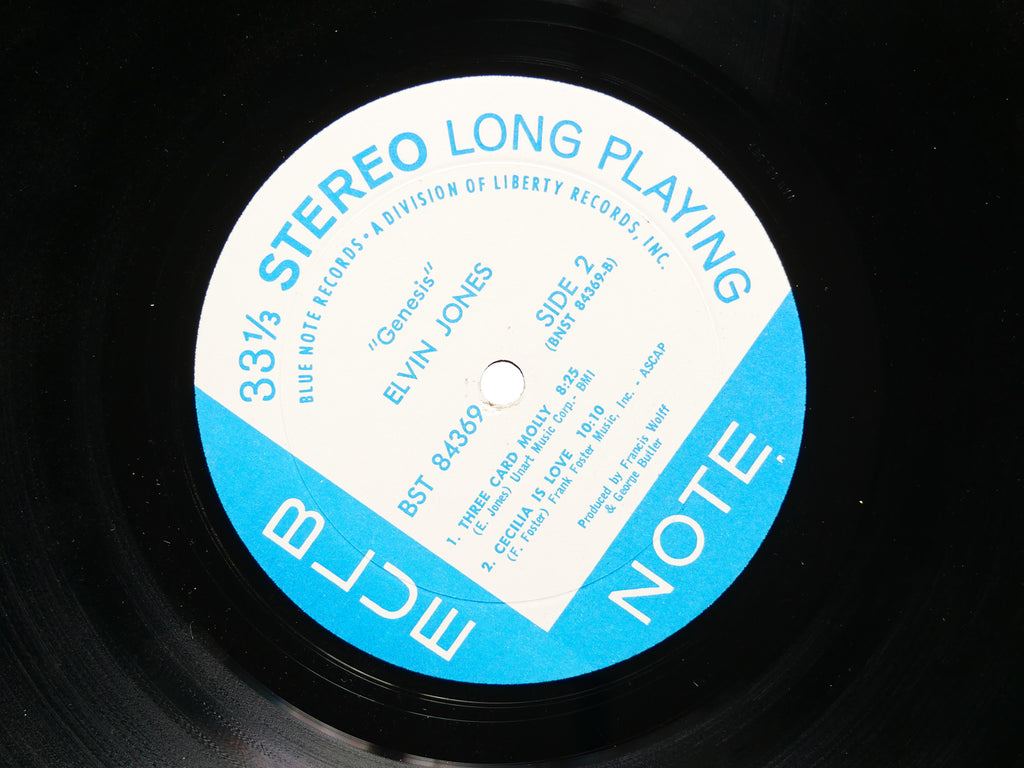 33⅓ STEREO LONG PLAYING
BLUE NOTE RECORDS • A DIVISION OF LIBERTY RECORDS, INC.
"Genesis"
ELVIN JONES
BST 84369
SIDE 2
(BNST 84369-B)
1. THREE CARD MOLLY 8:25
(E. Jones) Unart Music Corp.- BMI
2. CECILIA IS LOVE 10:10
(F. Foster) Frank Foster Music, Inc. - ASCAP
Produced by Francis Wolff
& George Butler
BLUE
NOTE